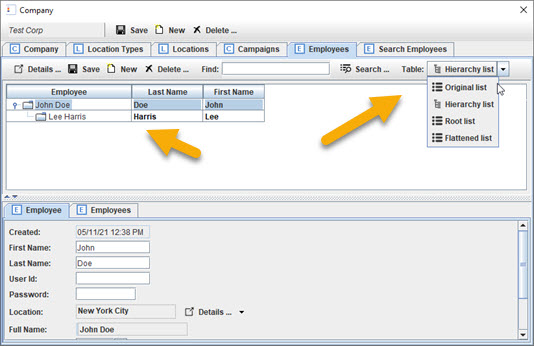 Company
Test Corp Save New Delete ...
C Company L Location Types L Locations C Campaigns E Employees E Search Employees
Details ... Save New Delete ... Find: Search ... Table: Hierarchy list
Original list
Hierarchy list
Root list
Flattened list
Employee Last Name First Name
John Doe Doe John
Lee Harris Harris Lee
E Employee E Employees
Created: 05/11/21 12:38 PM
First Name: John
Last Name: Doe
User Id:
Password:
Location: New York City Details ...
Full Name: John Doe